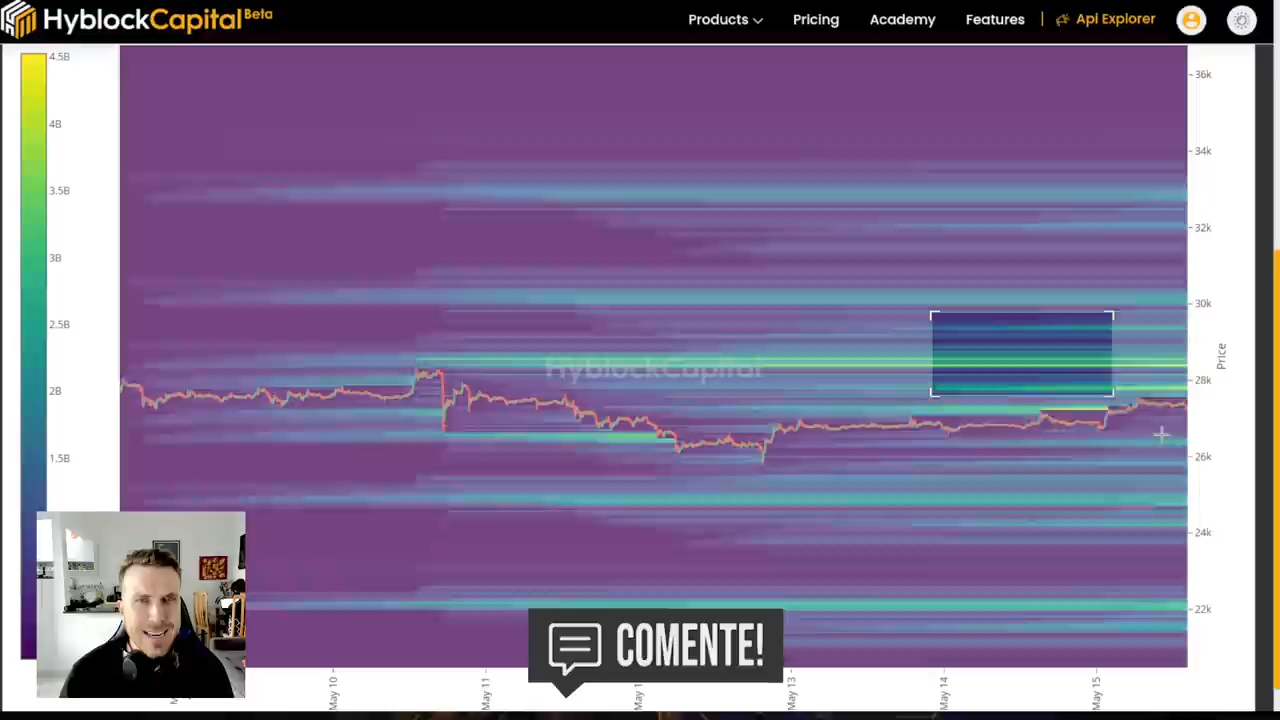 HyblockCapital Beta
Products Pricing Academy Features Api Explorer
4.5B
4B
3.5B
3B
2.5B
2B
1.5B
36k
34k
32k
30k
28k
26k
24k
22k
Price
HyblockCapital
May 10
May 11
May 13
May 14
May 15
COMENTE!